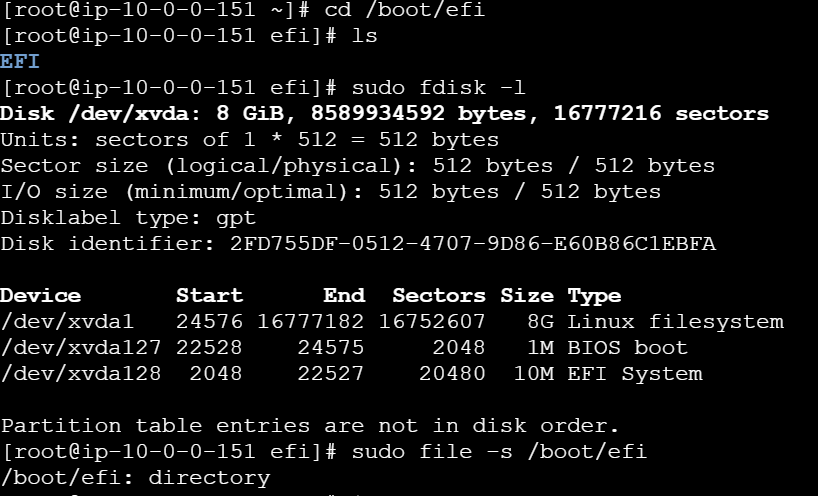 [root@ip-10-0-0-151 ~]# cd /boot/efi
[root@ip-10-0-0-151 efi]# ls
EFI
[root@ip-10-0-0-151 efi]# sudo fdisk -l
Disk /dev/xvda: 8 GiB, 8589934592 bytes, 16777216 sectors
Units: sectors of 1 * 512 = 512 bytes
Sector size (logical/physical): 512 bytes / 512 bytes
I/O size (minimum/optimal): 512 bytes / 512 bytes
Disklabel type: gpt
Disk identifier: 2FD755DF-0512-4707-9D86-E60B86C1EBFA
Device       Start      End  Sectors Size Type
/dev/xvda1   24576 16777182 16752607   8G Linux filesystem
/dev/xvda127 22528    24575     2048   1M BIOS boot
/dev/xvda128  2048    22527    20480  10M EFI System
Partition table entries are not in disk order.
[root@ip-10-0-0-151 efi]# sudo file -s /boot/efi
/boot/efi: directory